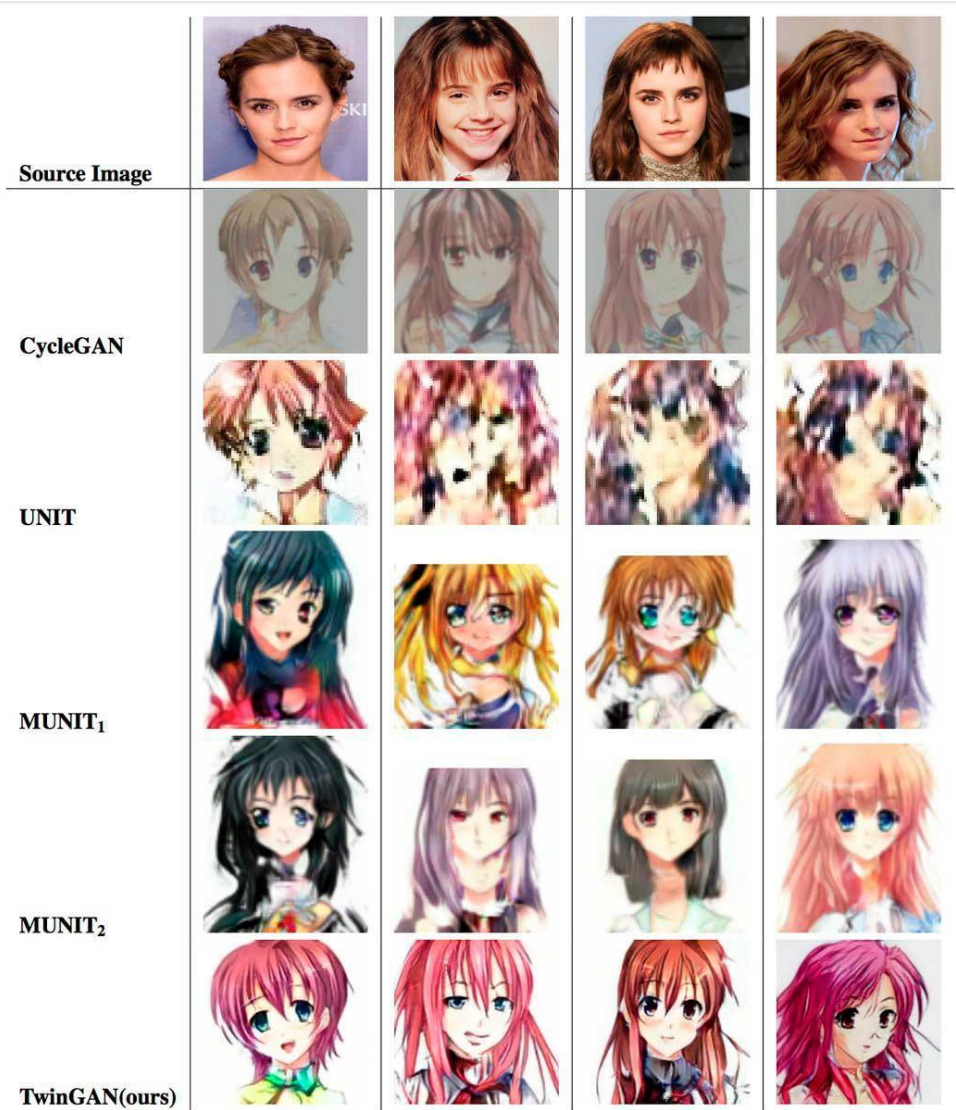 SKI
Source Image
CycleGAN
UNIT
MUNIT₁
MUNIT₂
TwinGAN(ours)